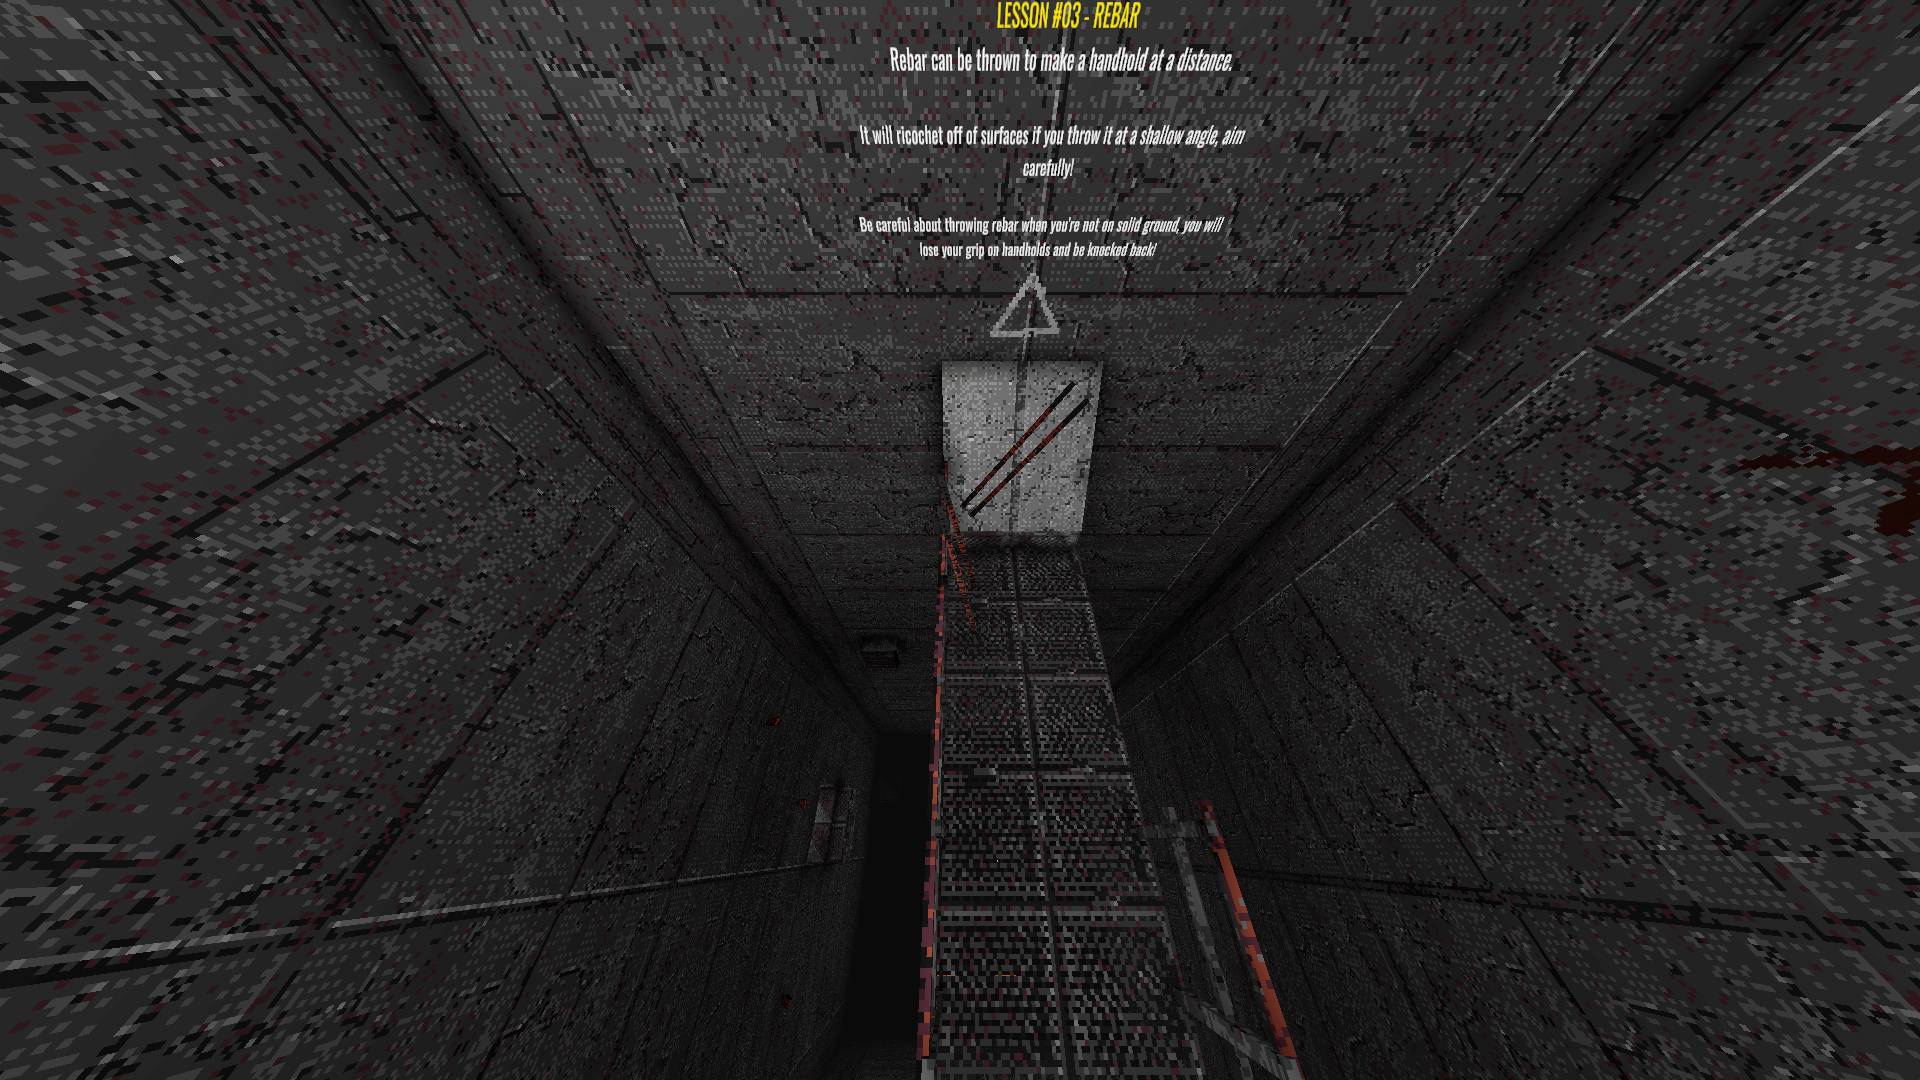 LESSON #03 - REBAR
Rebar can be thrown to make a handhold at a distance.
It will ricochet off of surfaces if you throw it at a shallow angle, aim
carefully!
Be careful about throwing rebar when you're not on solid ground, you will
lose your grip on handholds and be knocked back!